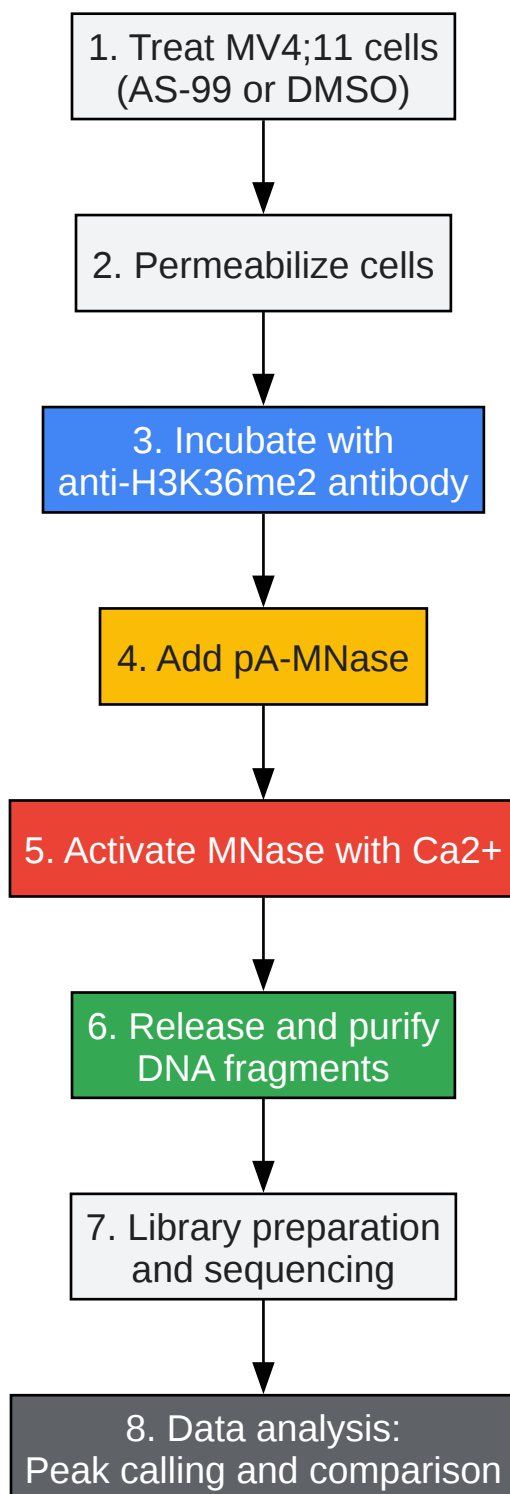 1. Treat MV4;11 cells
(AS-99 or DMSO)
2. Permeabilize cells
3. Incubate with
anti-H3K36me2 antibody
4. Add pA-MNase
5. Activate MNase with Ca2+
6. Release and purify
DNA fragments
7. Library preparation
and sequencing
8. Data analysis:
Peak calling and comparison